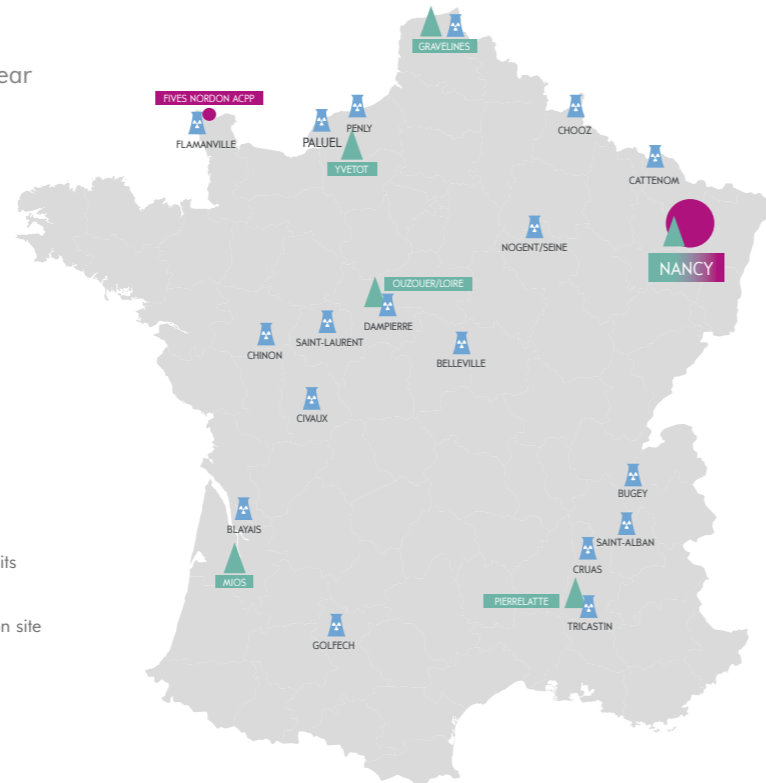 GRAVELINES
ear
FIVES NORDON ACPP
FLAMANVILLE
PALUEL
PENLY
YVETOT
CHOOZ
CATTENOM
NOGENT/SEINE
NANCY
OUZOUER/LOIRE
DAMPIERRE
SAINT-LAURENT
CHINON
BELLEVILLE
CIVAUX
BUGEY
BLAYAIS
SAINT-ALBAN
its
CRUAS
MIOS
PIERRELATTE
TRICASTIN
n site
GOLFECH